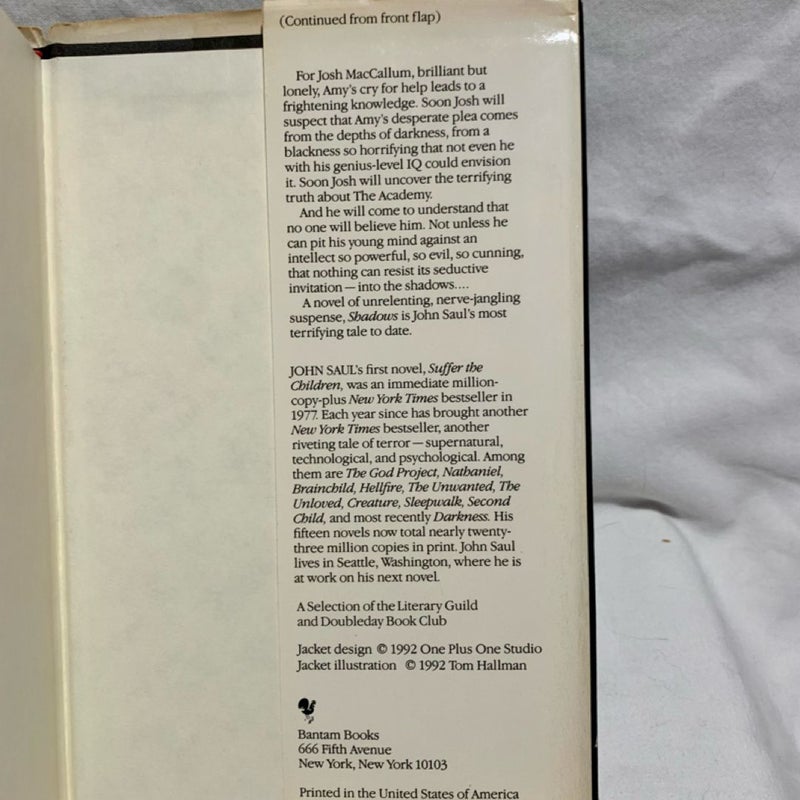 (Continued from front flap)
For Josh MacCallum, brilliant but
lonely, Amy's cry for help leads to a
frightening knowledge. Soon Josh will
suspect that Amy's desperate plea comes
from the depths of darkness, from a
blackness so horrifying that not even he
with his genius-level IQ could envision
it. Soon Josh will uncover the terrifying
truth about The Academy.
And he will come to understand that
no one will believe him. Not unless he
can pit his young mind against an
intellect so powerful, so evil, so cunning,
that nothing can resist its seductive
invitation — into the shadows....
A novel of unrelenting, nerve-jangling
suspense, Shadows is John Saul's most
terrifying tale to date.
JOHN SAUL's first novel, Suffer the
Children, was an immediate million-
copy-plus New York Times bestseller in
1977. Each year since has brought another
New York Times bestseller, another
riveting tale of terror — supernatural,
technological, and psychological. Among
them are The God Project, Nathaniel,
Brainchild, Hellfire, The Unwanted, The
Unloved, Creature, Sleepwalk, Second
Child, and most recently Darkness. His
fifteen novels now total nearly twenty-
three million copies in print. John Saul
lives in Seattle, Washington, where he is
at work on his next novel.
A Selection of the Literary Guild
and Doubleday Book Club
Jacket design © 1992 One Plus One Studio
Jacket illustration © 1992 Tom Hallman
Bantam Books
666 Fifth Avenue
New York, New York 10103
Printed in the United States of America